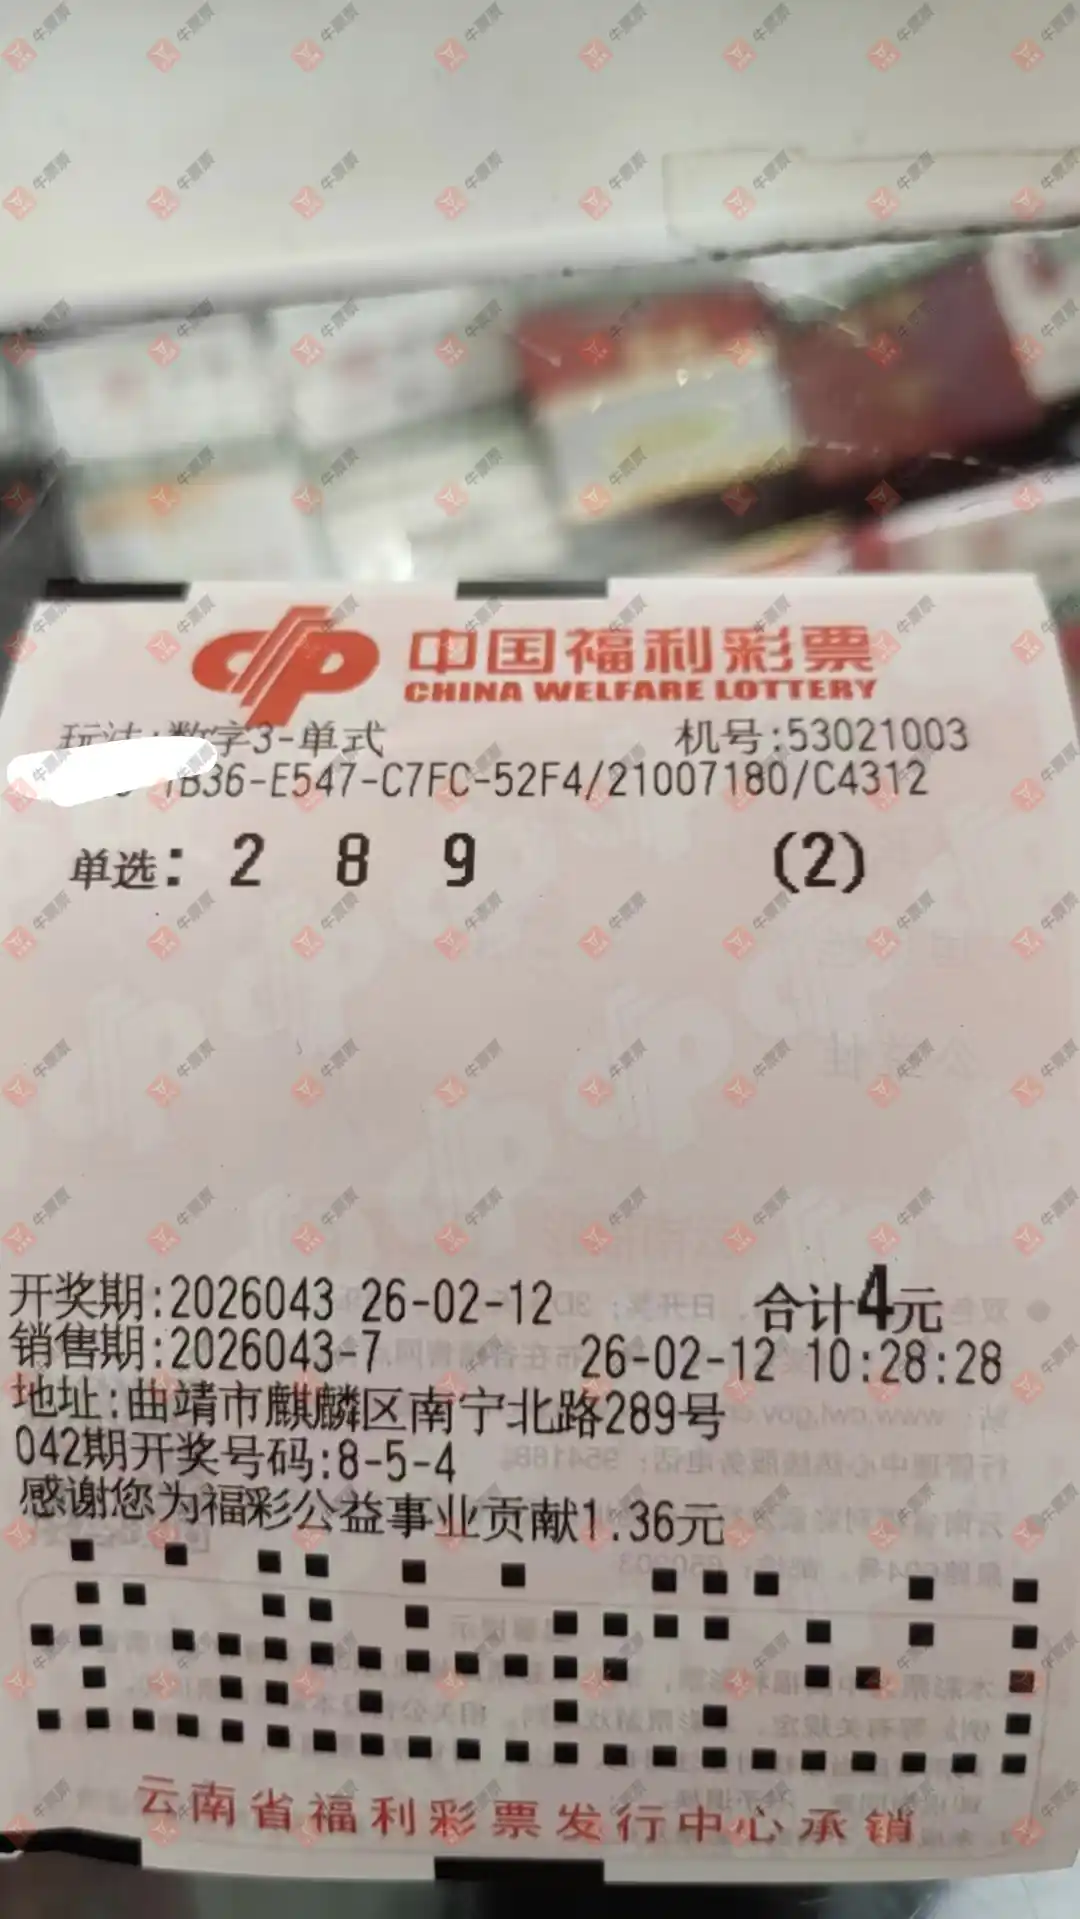 中国福利彩票
CHINA WELFARE LOTTERY
玩法:数字3-单式 机号:53021003
7B36-E547-C7FC-52F4/21007180/C4312
单选: 2 8 9 (2)
开奖期:2026043 26-02-12 合计4元
销售期:2026043-7 26-02-12 10:28:28
地址:曲靖市麒麟区南宁北路289号
042期开奖号码:8-5-4
感谢您为福彩公益事业贡献1.36元
云南省福利彩票发行中心承销
牛票票